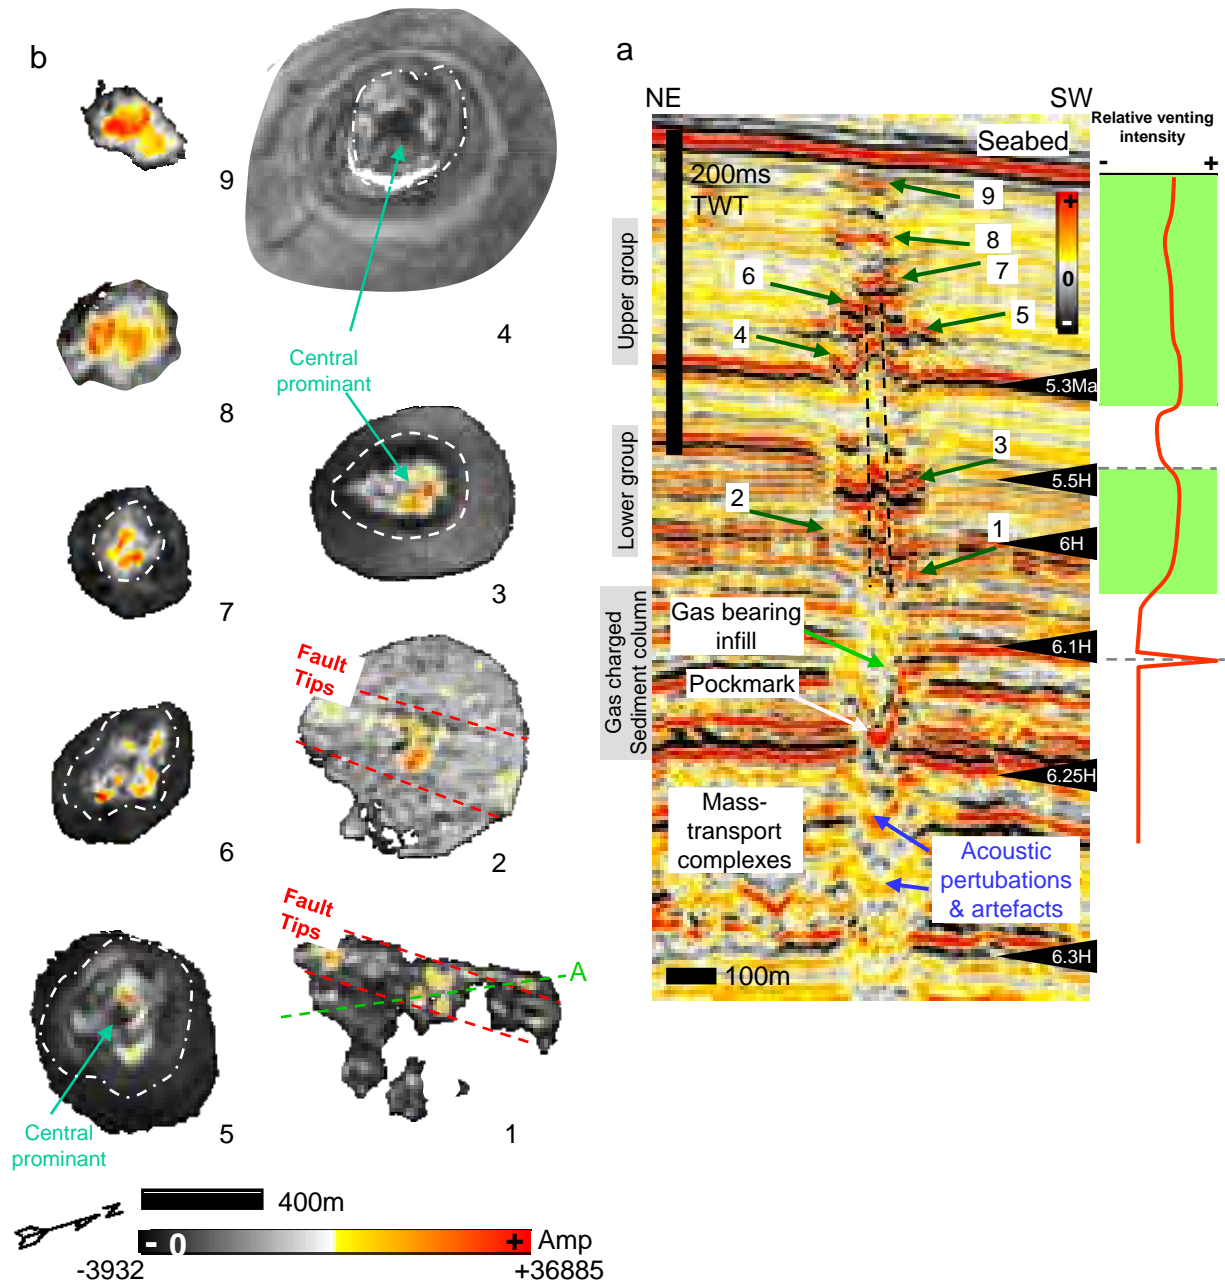 b
9
4
Central
prominant
8
3
7
Fault
Tips
2
6
Fault
Tips
A
5
1
Central
prominant
N
400m
- 0
+
Amp
-3932
+36885
a
NE
SW
Relative venting
intensity
-
+
Seabed
200ms
TWT
+
0
-
9
8
7
6
5
4
5.3Ma
3
5.5H
2
1
6H
Upper group
Lower group
Gas charged
Sediment column
Gas bearing
infill
6.1H
Pockmark
6.25H
Mass-
transport
complexes
Acoustic
pertubations
& artefacts
6.3H
100m